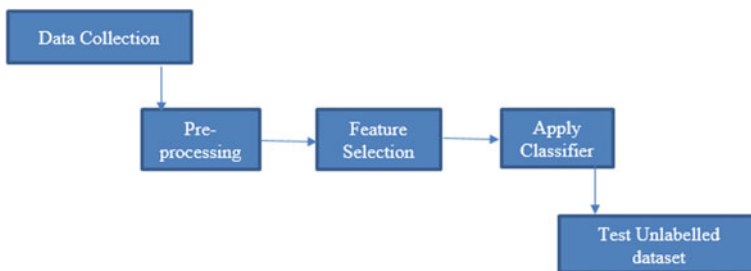 Data Collection
Pre-
processing
Feature
Selection
Apply
Classifier
Test Unlabelled
dataset